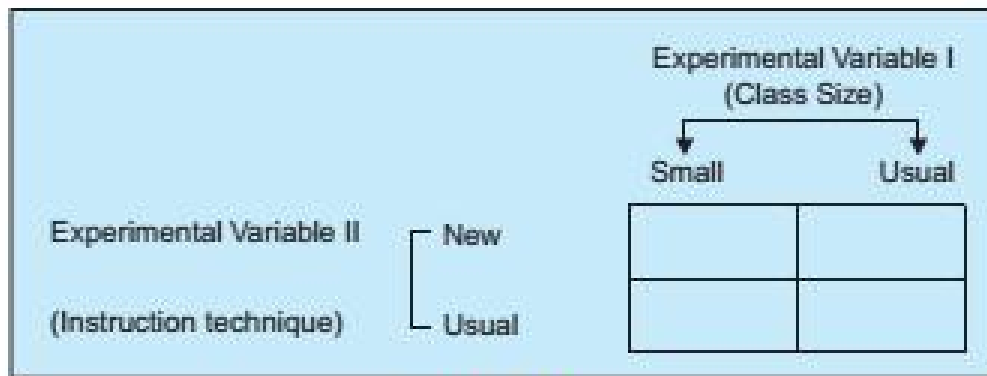 Experimental Variable I
(Class Size)
Small Usual
Experimental Variable II New
(Instruction technique) Usual